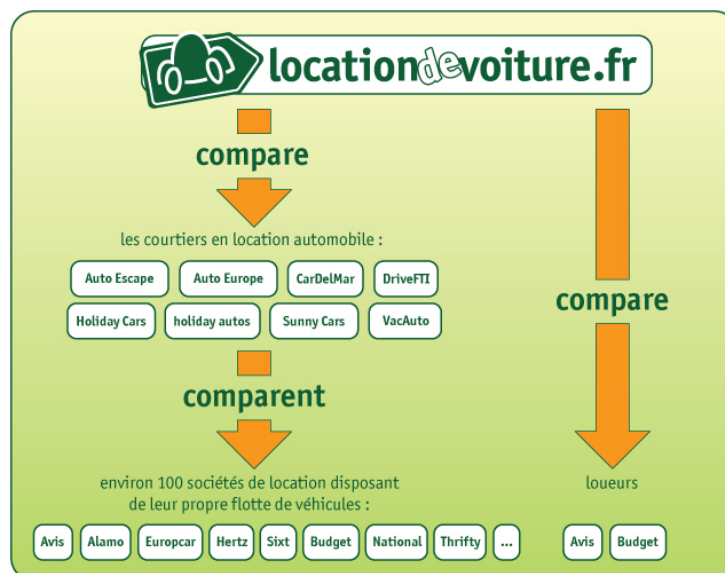 locationdevoiture.fr
compare
les courtiers en location automobile :
Auto Escape
Auto Europe
CarDelMar
DriveFTI
Holiday Cars
holiday autos
Sunny Cars
VacAuto
comparent
environ 100 sociétés de location disposant
de leur propre flotte de véhicules :
Avis
Alamo
Europcar
Hertz
Sixt
Budget
National
Thrifty
...
compare
loueurs
Avis
Budget